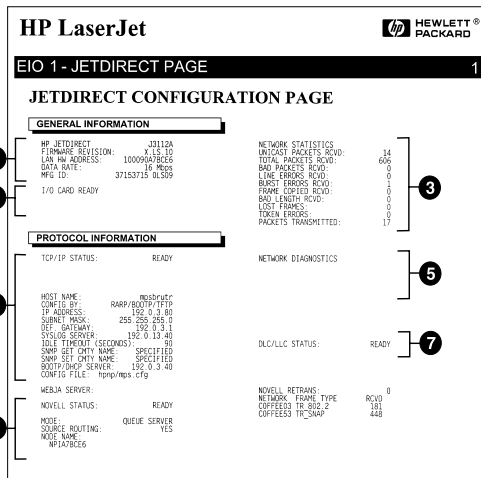 HP LaserJet
hp HEWLETT®
PACKARD
EIO 1 - JETDIRECT PAGE 1
JETDIRECT CONFIGURATION PAGE
GENERAL INFORMATION
HP JETDIRECT J3112A
FIRMWARE REVISION: X.LS.10
LAN HW ADDRESS: 100090A7BCE6
DATA RATE: 16 Mbps
MFG ID: 37153715 0LS09
I/O CARD READY
NETWORK STATISTICS
UNICAST PACKETS RCVD: 14
TOTAL PACKETS RCVD: 606
BAD PACKETS RCVD: 0
LINE ERRORS RCVD: 0
BURST ERRORS RCVD: 1
FRAME COPIED RCVD: 0
BAD LENGTH RCVD: 0
LOST FRAMES: 0
TOKEN ERRORS: 0
PACKETS TRANSMITTED: 17
3
PROTOCOL INFORMATION
TCP/IP STATUS: READY
HOST NAME: mpsbrutr
CONFIG BY: RARP/BOOTP/TFTP
IP ADDRESS: 192.0.3.80
SUBNET MASK: 255.255.255.0
DEF. GATEWAY: 192.0.3.1
SYSLOG SERVER: 192.0.13.40
IDLE TIMEOUT (SECONDS): 90
SNMP GET CMTY NAME: SPECIFIED
SNMP SET CMTY NAME: SPECIFIED
BOOTP/DHCP SERVER: 192.0.3.40
CONFIG FILE: hpnp/mps.cfg
WEBJA SERVER:
NETWORK DIAGNOSTICS
5
DLC/LLC STATUS: READY
7
NOVELL STATUS: READY
MODE: QUEUE SERVER
SOURCE ROUTING: YES
NODE NAME:
NPIA7BCE6
NOVELL RETRANS: 0
NETWORK FRAME TYPE RCVD
COFFEE03 TR_802.2 181
COFFEE53 TR_SNAP 448